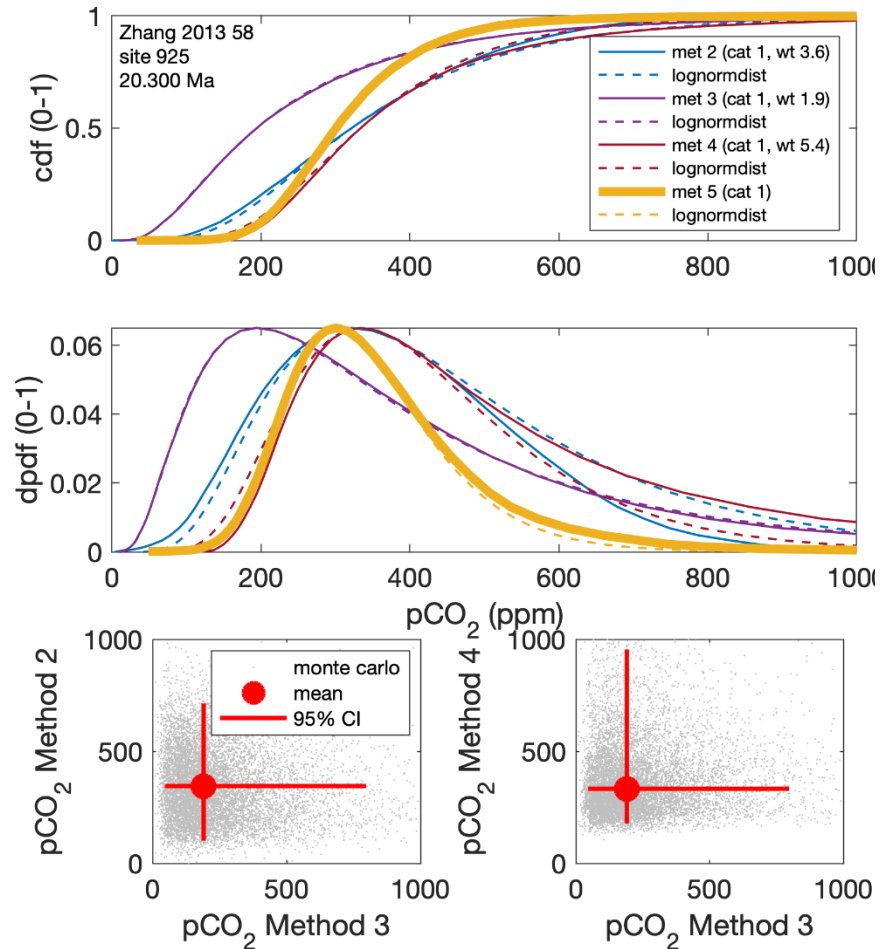 Zhang 2013 58
site 925
20.300 Ma
cdf (0-1)
1
0.5
0
0 200 400 600 800 1000
met 2 (cat 1, wt 3.6)
lognormdist
met 3 (cat 1, wt 1.9)
lognormdist
met 4 (cat 1, wt 5.4)
lognormdist
met 5 (cat 1)
lognormdist
dpdf (0-1)
0.06
0.04
0.02
0
0 200 400 600 800 1000
pCO₂ (ppm)
pCO₂ Method 2
1000
500
0
0 500 1000
pCO₂ Method 3
monte carlo
mean
95% CI
pCO₂ Method 4
1000
500
0
0 500 1000
pCO₂ Method 3